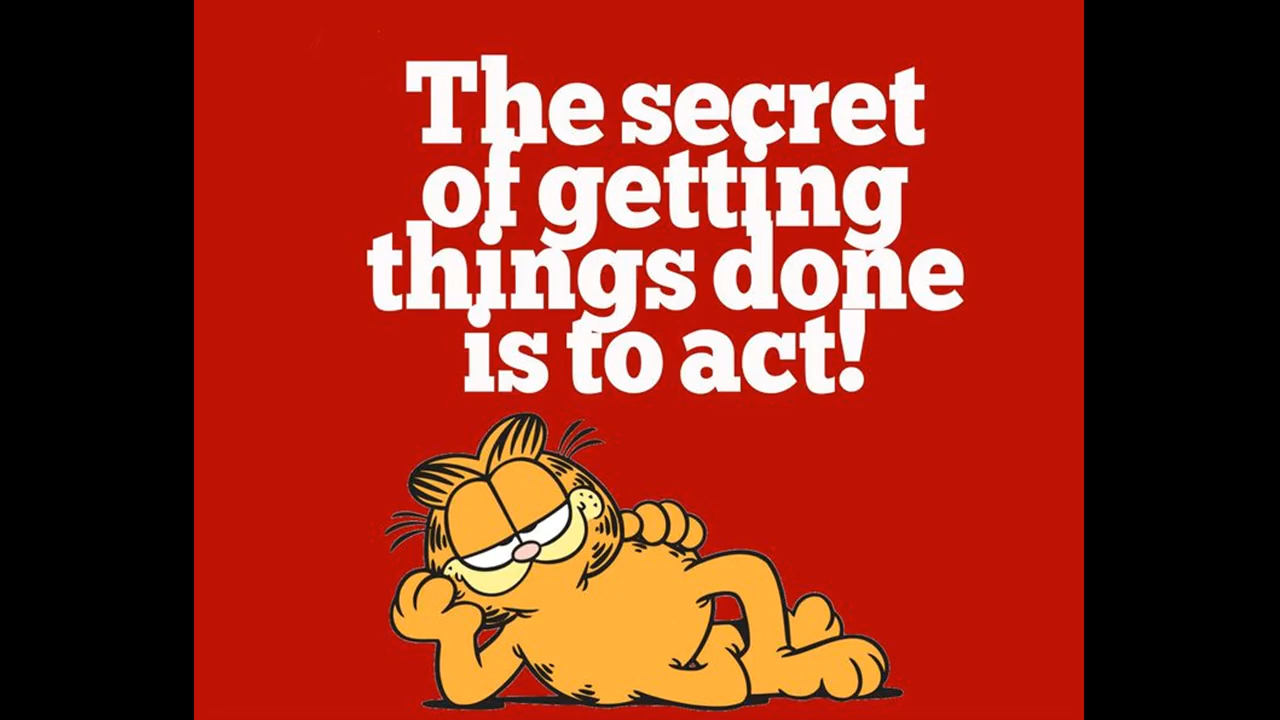 The secret
of getting
things done
is to act!